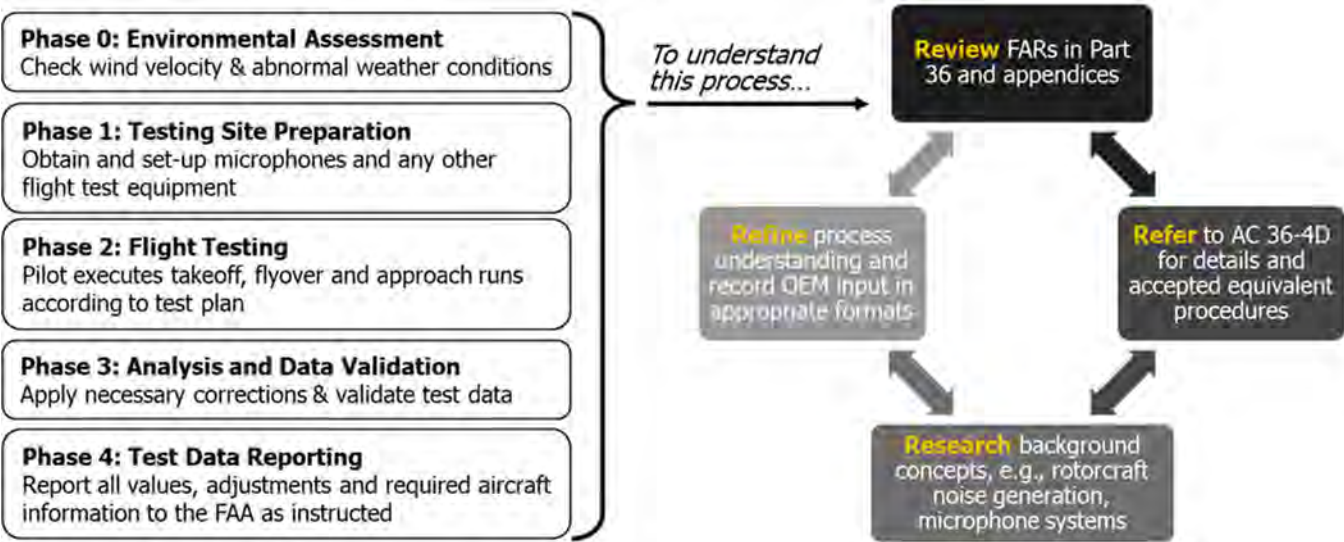 Phase 0: Environmental Assessment
Check wind velocity & abnormal weather conditions
Phase 1: Testing Site Preparation
Obtain and set-up microphones and any other
flight test equipment
Phase 2: Flight Testing
Pilot executes takeoff, flyover and approach runs
according to test plan
Phase 3: Analysis and Data Validation
Apply necessary corrections & validate test data
Phase 4: Test Data Reporting
Report all values, adjustments and required aircraft
information to the FAA as instructed
To understand
this process...
Review FARs in Part
36 and appendices
Refer to AC 36-4D
for details and
accepted equivalent
procedures
Research background
concepts, e.g., rotorcraft
noise generation,
microphone systems
Refine process
understanding and
record OEM input in
appropriate formats